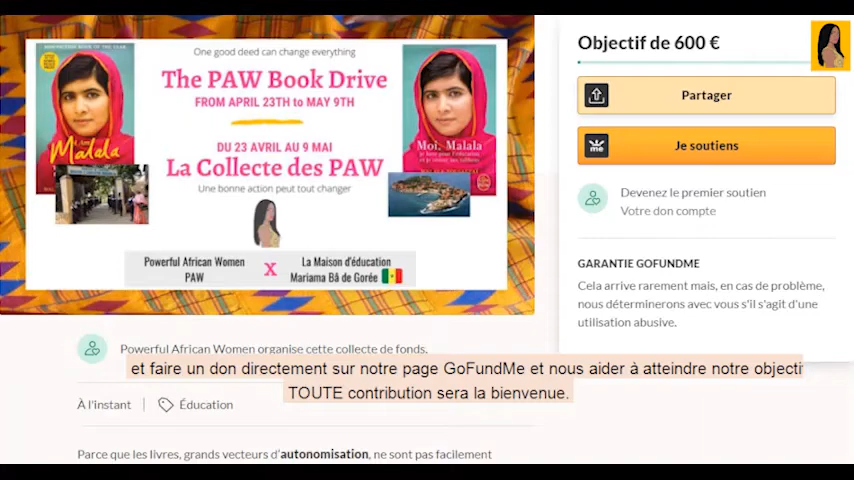 One good deed can change everything
The PAW Book Drive
FROM APRIL 23TH to MAY 9TH
DU 23 AVRIL AU 9 MAI
La Collecte des PAW
Une bonne action peut tout changer
Powerful African Women
PAW
X
La Maison d'éducation
Mariama Bâ de Gorée
Malala
Moi, Malala
Objectif de 600 €
Partager
me
Je soutiens
Devenez le premier soutien
Votre don compte
GARANTIE GOFUNDME
Cela arrive rarement mais, en cas de problème,
nous déterminerons avec vous s'il s'agit d'une
utilisation abusive.
Powerful African Women organise cette collecte de fonds.
et faire un don directement sur notre page GoFundMe et nous aider à atteindre notre objecti
TOUTE contribution sera la bienvenue.
À l'instant
Éducation
Parce que les livres, grands vecteurs d'autonomisation, ne sont pas facilement